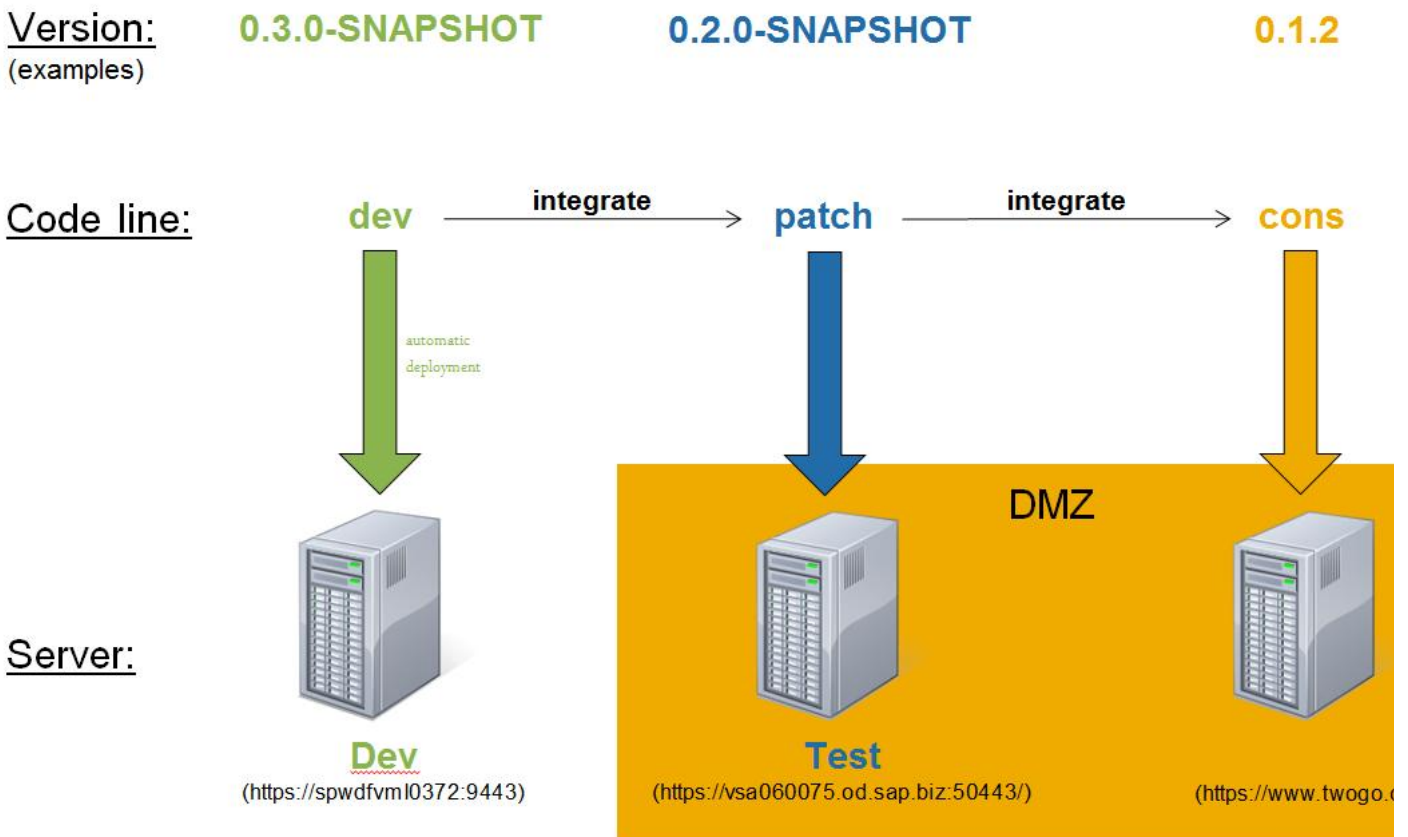 Version: 0.3.0-SNAPSHOT 0.2.0-SNAPSHOT 0.1.2
(examples)
Code line: dev integrate patch integrate cons
automatic
deployment
DMZ
Server:
Dev Test
(https://spwdfvml0372:9443) (https://vsa060075.od.sap.biz:50443/) (https://www.twogo.